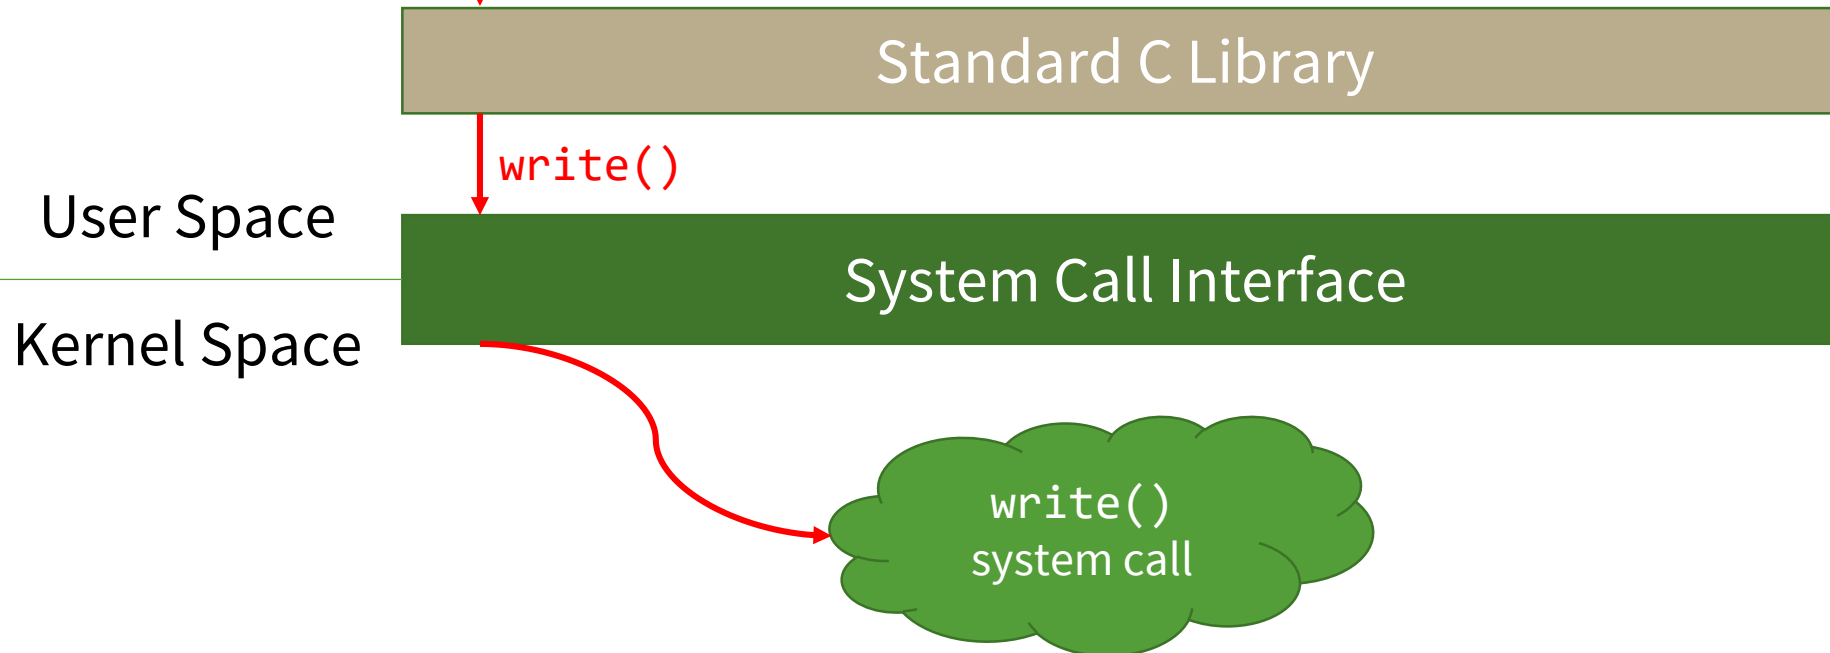 Standard C Library
write()
User Space
System Call Interface
Kernel Space
write()
system call